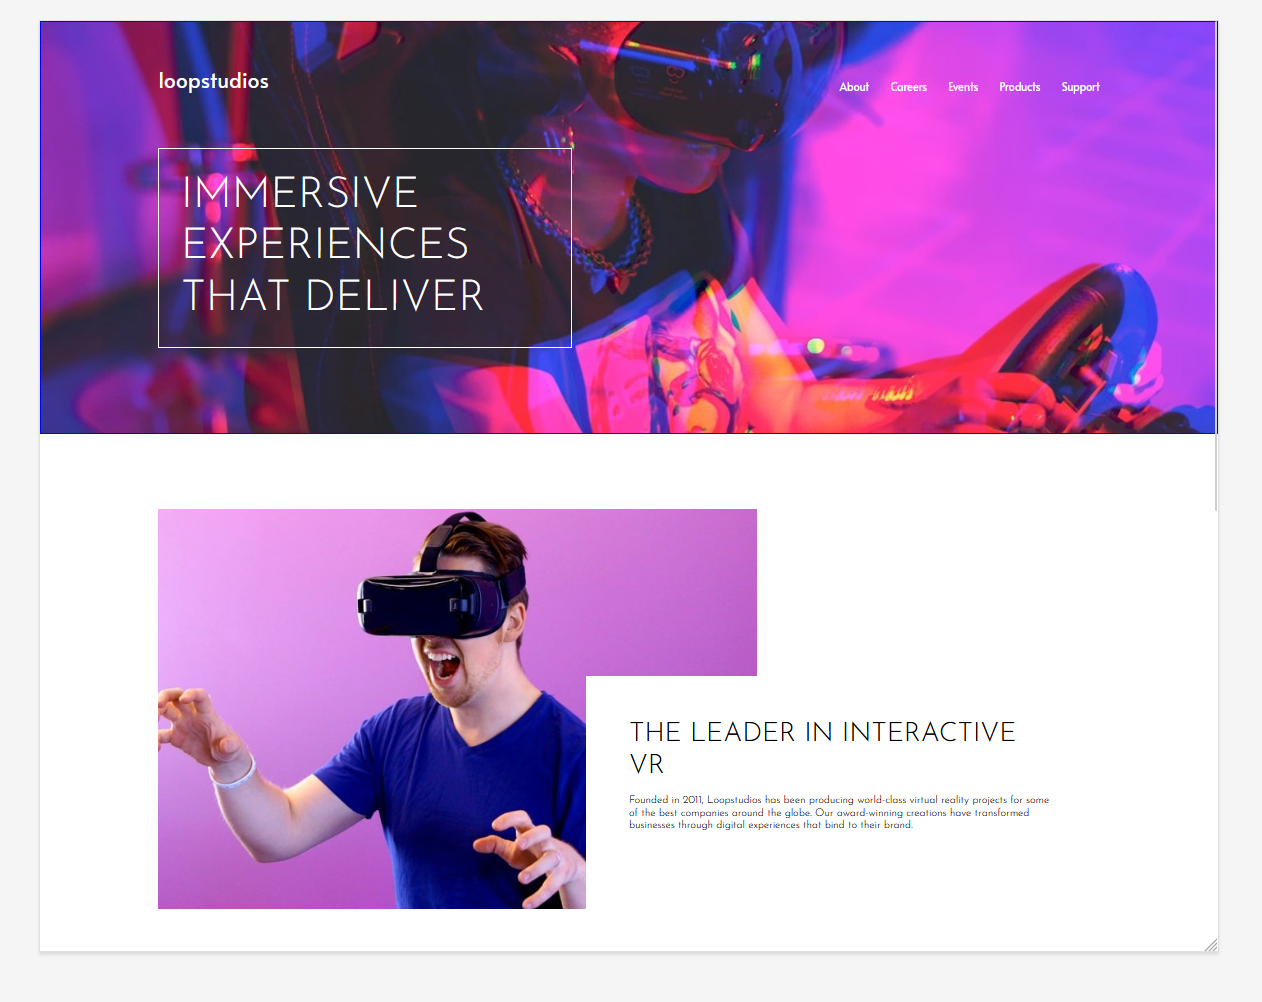 loopstudios
About Careers Events Products Support
IMMERSIVE
EXPERIENCES
THAT DELIVER
THE LEADER IN INTERACTIVE
VR
Founded in 2011, Loopstudios has been producing world-class virtual reality projects for some
of the best companies around the globe. Our award-winning creations have transformed
businesses through digital experiences that bind to their brand.